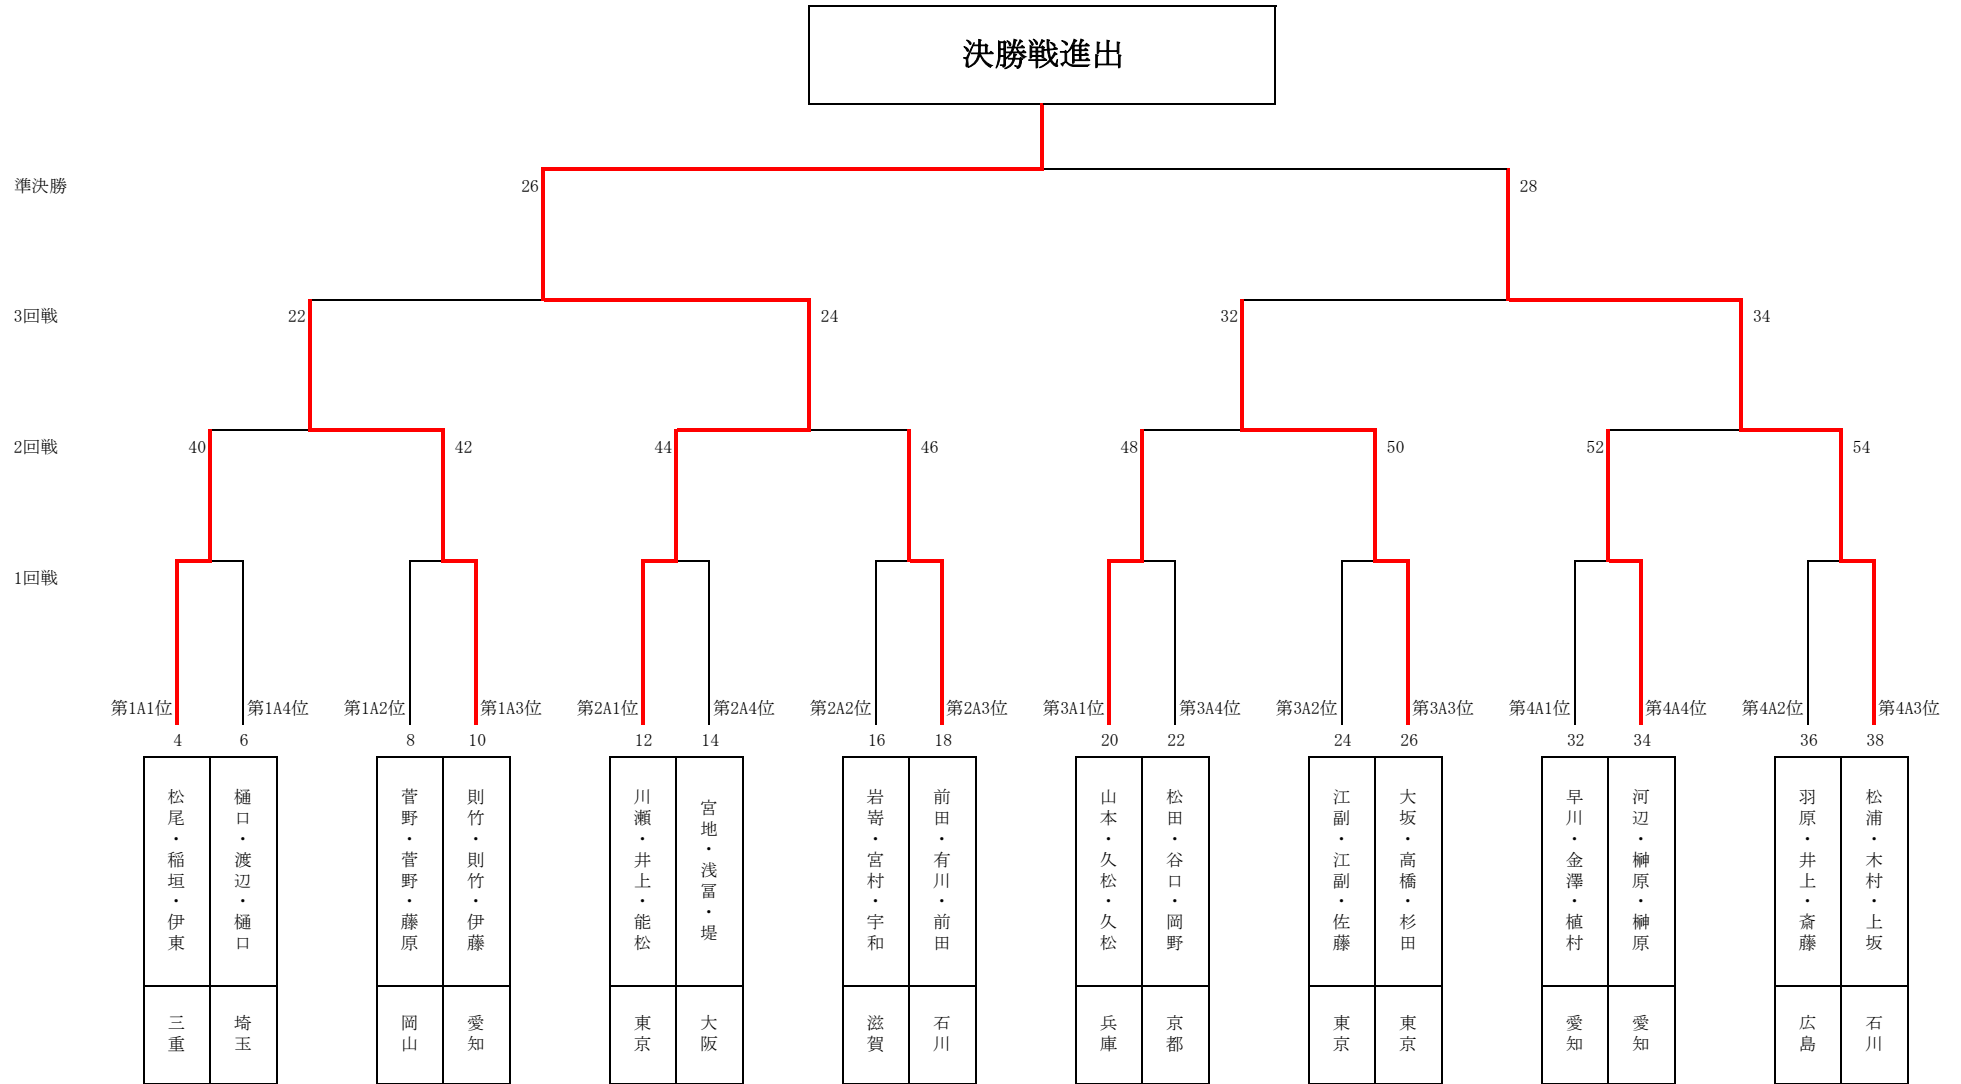 決勝戦進出
準決勝
26
28
3回戦
22
24
32
34
2回戦
40
42
44
46
48
50
52
54
1回戦
第1A1位
第1A4位
第1A2位
第1A3位
第2A1位
第2A4位
第2A2位
第2A3位
第3A1位
第3A4位
第3A2位
第3A3位
第4A1位
第4A4位
第4A2位
第4A3位
4
6
8
10
12
14
16
18
20
22
24
26
32
34
36
38
松尾・稲垣・伊東
樋口・渡辺・樋口
菅野・菅野・藤原
則竹・則竹・伊藤
川瀬・井上・能松
宮地・浅冨・堤
岩嵜・宮村・宇和
前田・有川・前田
山本・久松・久松
松田・谷口・岡野
江副・江副・佐藤
大坂・高橋・杉田
早川・金澤・植村
河辺・榊原・榊原
羽原・井上・斎藤
松浦・木村・上坂
三重
埼玉
岡山
愛知
東京
大阪
滋賀
石川
兵庫
京都
東京
東京
愛知
愛知
広島
石川